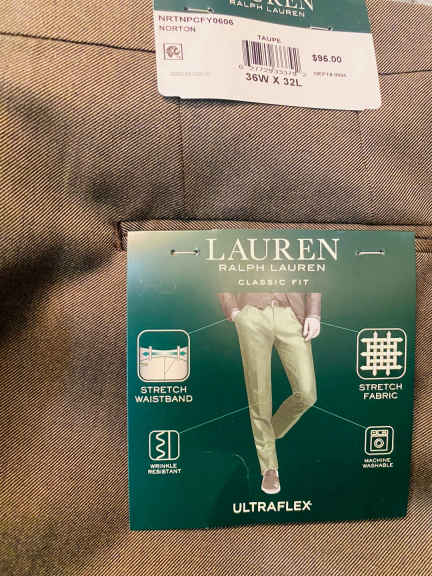 LAUREN
RALPH LAUREN
NRTNPCFY0606
NORTON
TAUPE
$95.00
36W X 32L
LAUREN
RALPH LAUREN
CLASSIC FIT
STRETCH
WAISTBAND
STRETCH
FABRIC
WRINKLE
RESISTANT
MACHINE
WASHABLE
ULTRAFLEX